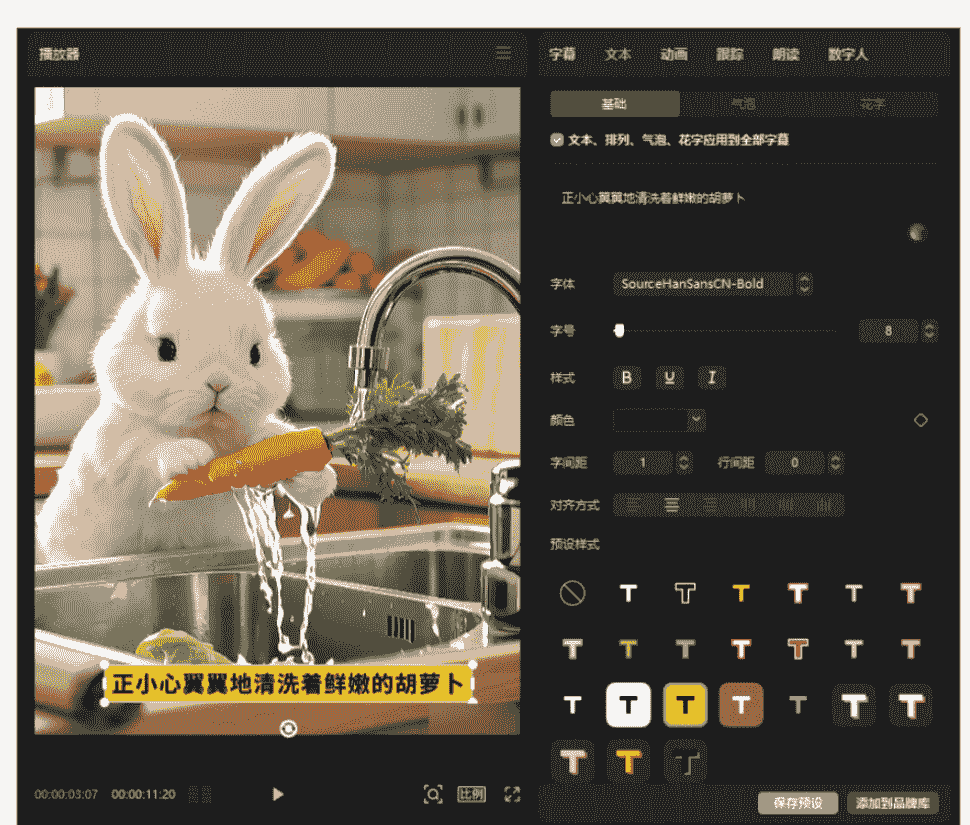 播放器
字幕 文本 动画 跟踪 朗读 数字人
基础 气泡 花字
文本、排列、气泡、花字应用到全部字幕
正小心翼翼地清洗着鲜嫩的胡萝卜
字体 SourceHanSansCN-Bold
字号 8
样式 B U I
颜色
字间距 1 行间距 0
对齐方式
预设样式
T T T T T T
T T T T T T T
正小心翼翼地清洗着鲜嫩的胡萝卜
T T T T T T T
T T T
00:00:03:07 00:00:11:20 比例
保存预设 添加到品牌库